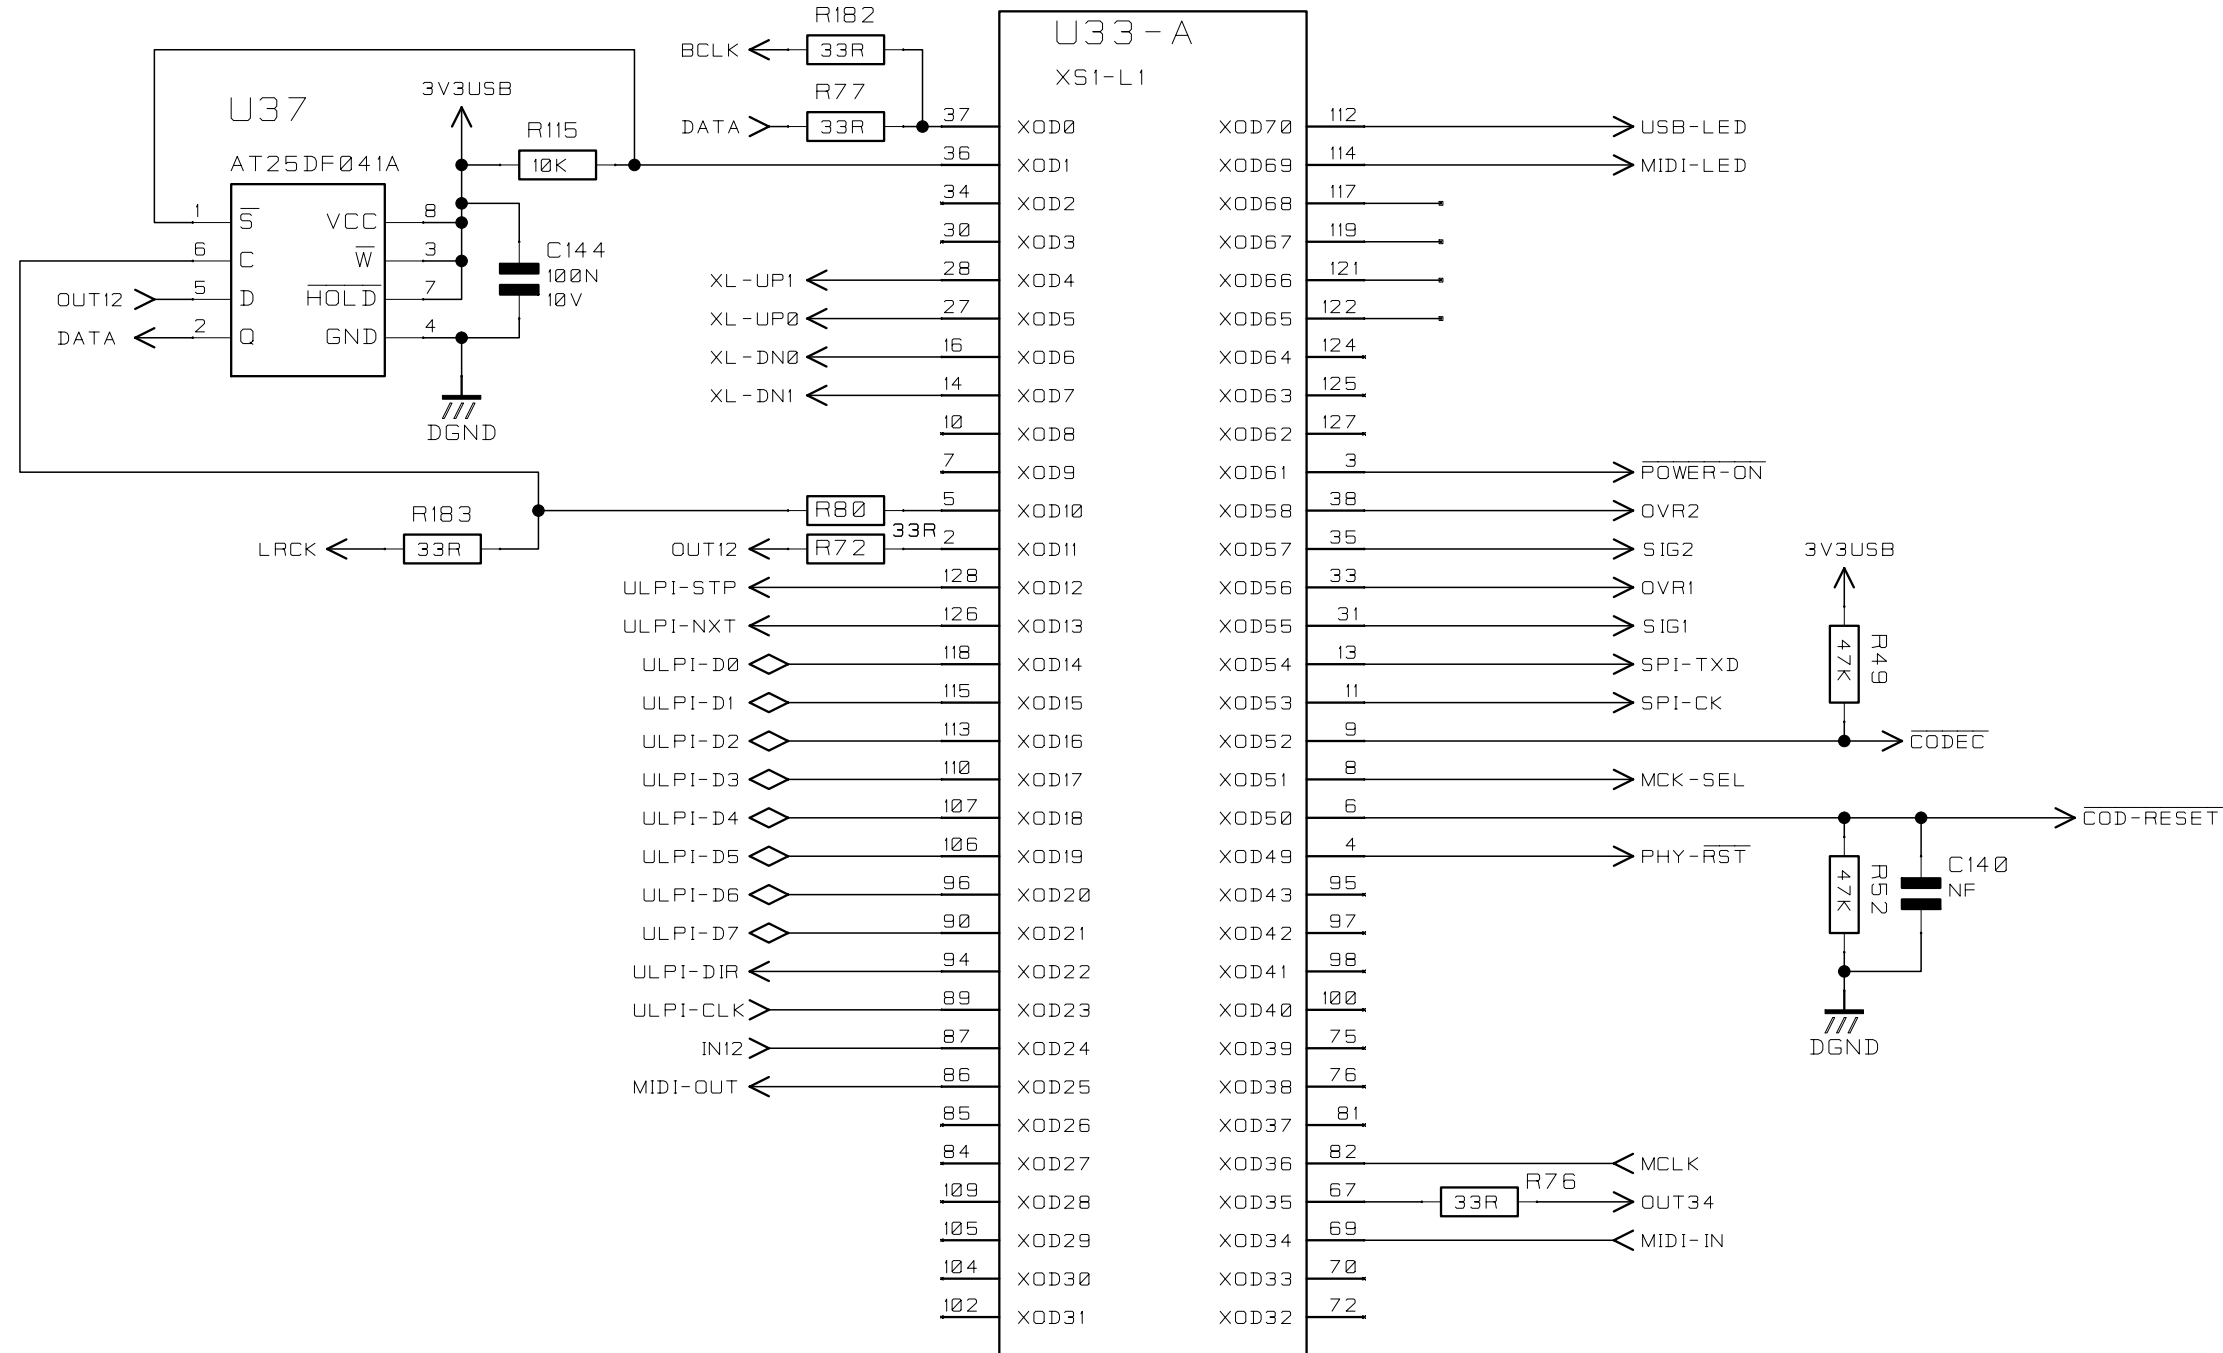 R182
BCLK 33R
R77
DATA 33R
U33-A
XS1-L1
U37
AT25DF041A
3V3USB
R115
10K
1 S VCC 8
6 C W 3
OUT12 5 D HOLD 7
DATA 2 Q GND 4
C144
100N
10V
DGND
37 XOD0 XOD70 112 USB-LED
36 XOD1 XOD69 114 MIDI-LED
34 XOD2 XOD68 117
30 XOD3 XOD67 119
XL-UP1 28 XOD4 XOD66 121
XL-UP0 27 XOD5 XOD65 122
XL-DN0 16 XOD6 XOD64 124
XL-DN1 14 XOD7 XOD63 125
10 XOD8 XOD62 127
7 XOD9 XOD61 3 POWER-ON
R80 5 XOD10 XOD58 38 OVR2
R183
LRCK 33R
33R
OUT12 R72 2 XOD11 XOD57 35 SIG2
ULPI-STP 128 XOD12 XOD56 33 OVR1
ULPI-NXT 126 XOD13 XOD55 31 SIG1
ULPI-D0 118 XOD14 XOD54 13 SPI-TXD
ULPI-D1 115 XOD15 XOD53 11 SPI-CK
ULPI-D2 113 XOD16 XOD52 9 CODEC
ULPI-D3 110 XOD17 XOD51 8 MCK-SEL
ULPI-D4 107 XOD18 XOD50 6 COD-RESET
ULPI-D5 106 XOD19 XOD49 4 PHY-RST
ULPI-D6 96 XOD20 XOD43 95
ULPI-D7 90 XOD21 XOD42 97
ULPI-DIR 94 XOD22 XOD41 98
ULPI-CLK 89 XOD23 XOD40 100
IN12 87 XOD24 XOD39 75
MIDI-OUT 86 XOD25 XOD38 76
85 XOD26 XOD37 81
84 XOD27 XOD36 82 MCLK
109 XOD28 XOD35 67 33R R76 OUT34
105 XOD29 XOD34 69 MIDI-IN
104 XOD30 XOD33 70
102 XOD31 XOD32 72
3V3USB
47K R49
47K R52
C140
NF
DGND